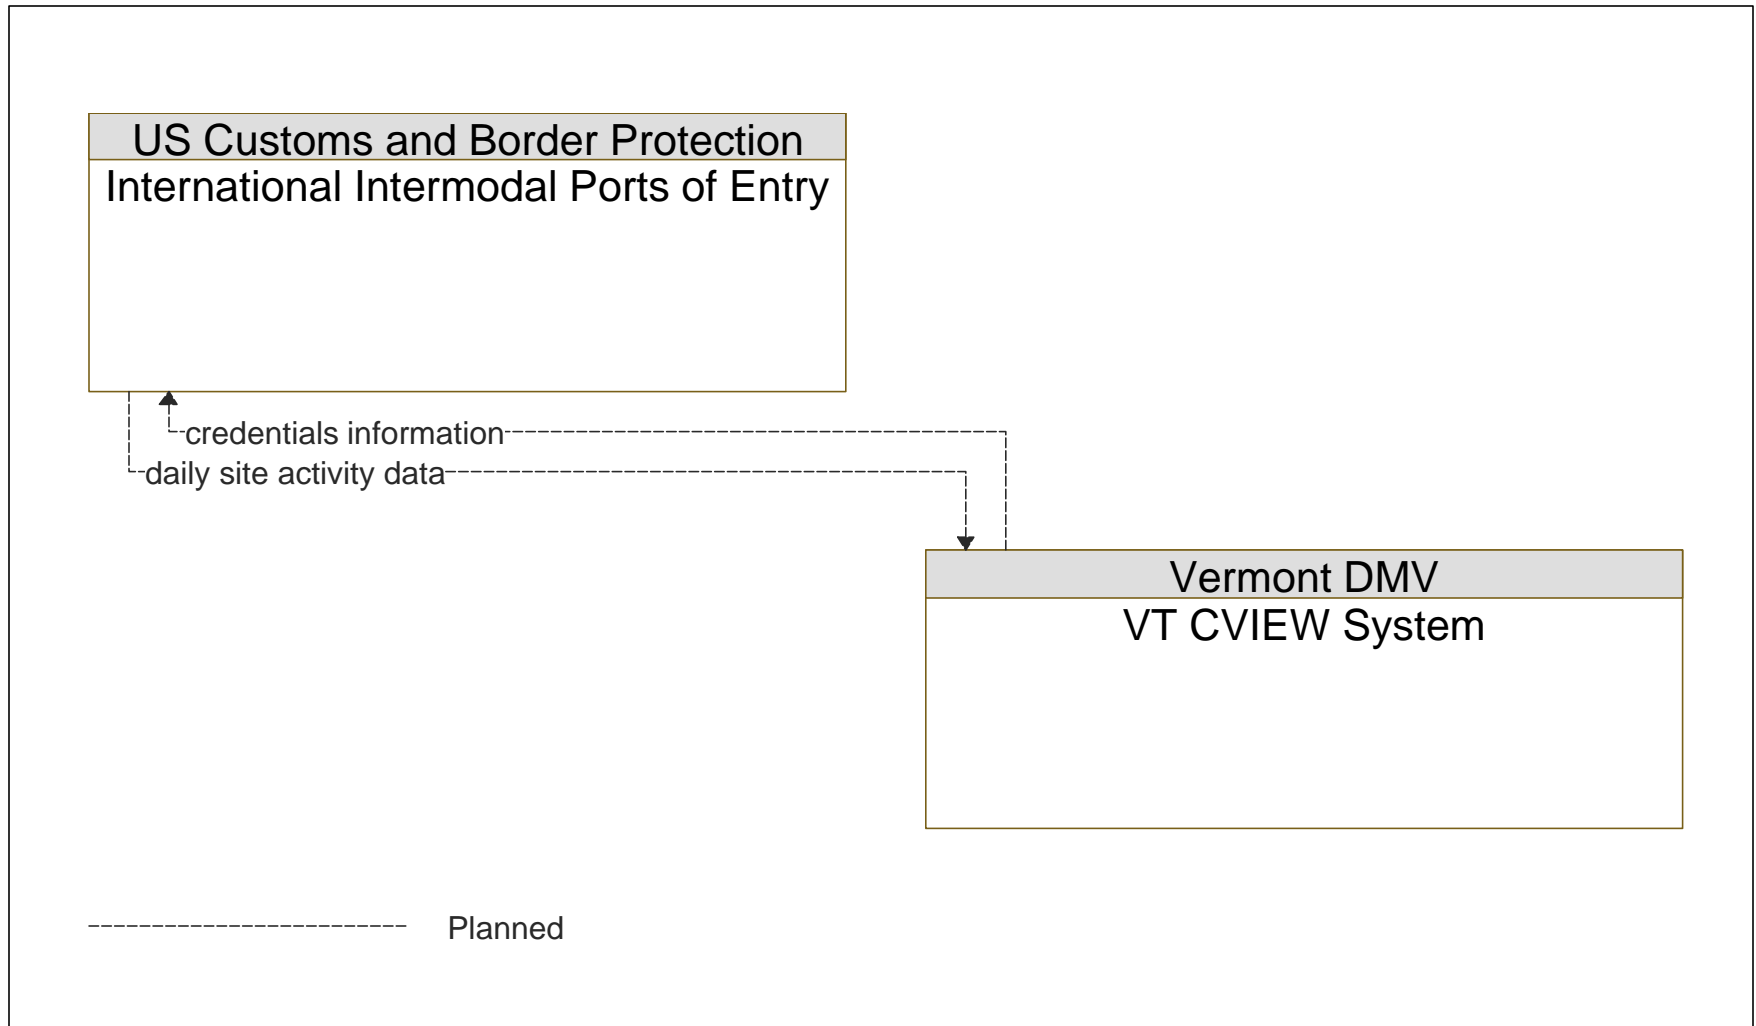 US Customs and Border Protection
International Intermodal Ports of Entry
credentials information
daily site activity data
Vermont DMV
VT CVIEW System
Planned